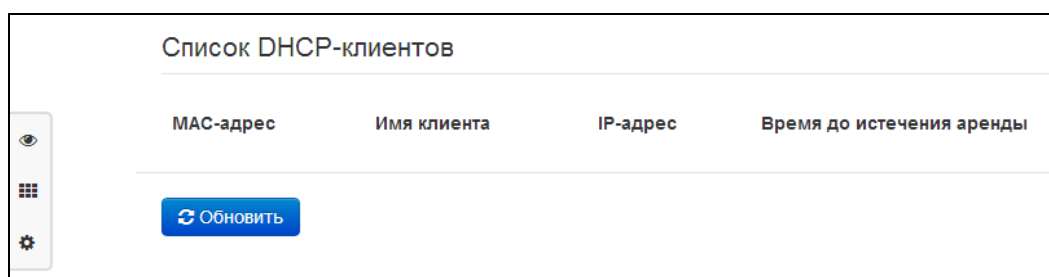 Список DHCP-клиентов
MAC-адрес Имя клиента IP-адрес Время до истечения аренды
Обновить